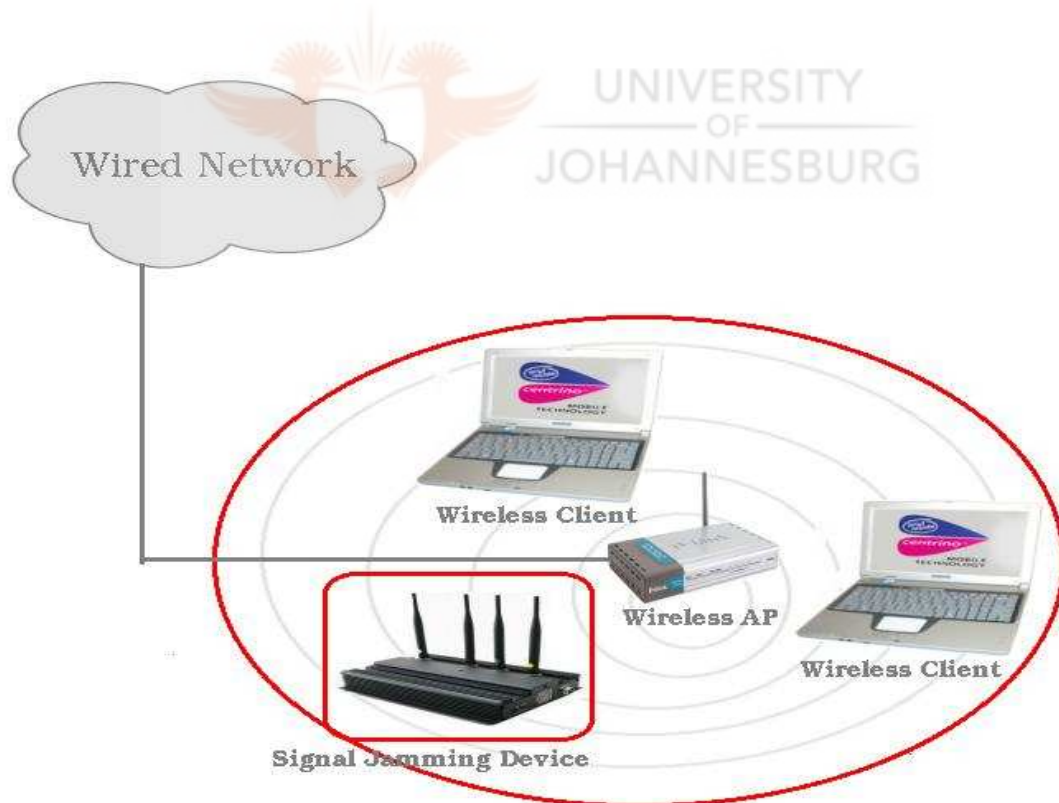 UNIVERSITY
OF
JOHANNESBURG
Wired Network
centrino
MOBILE
TECHNOLOGY
Wireless Client
centrino
MOBILE
TECHNOLOGY
Wireless AP
Wireless Client
Signal Jamming Device